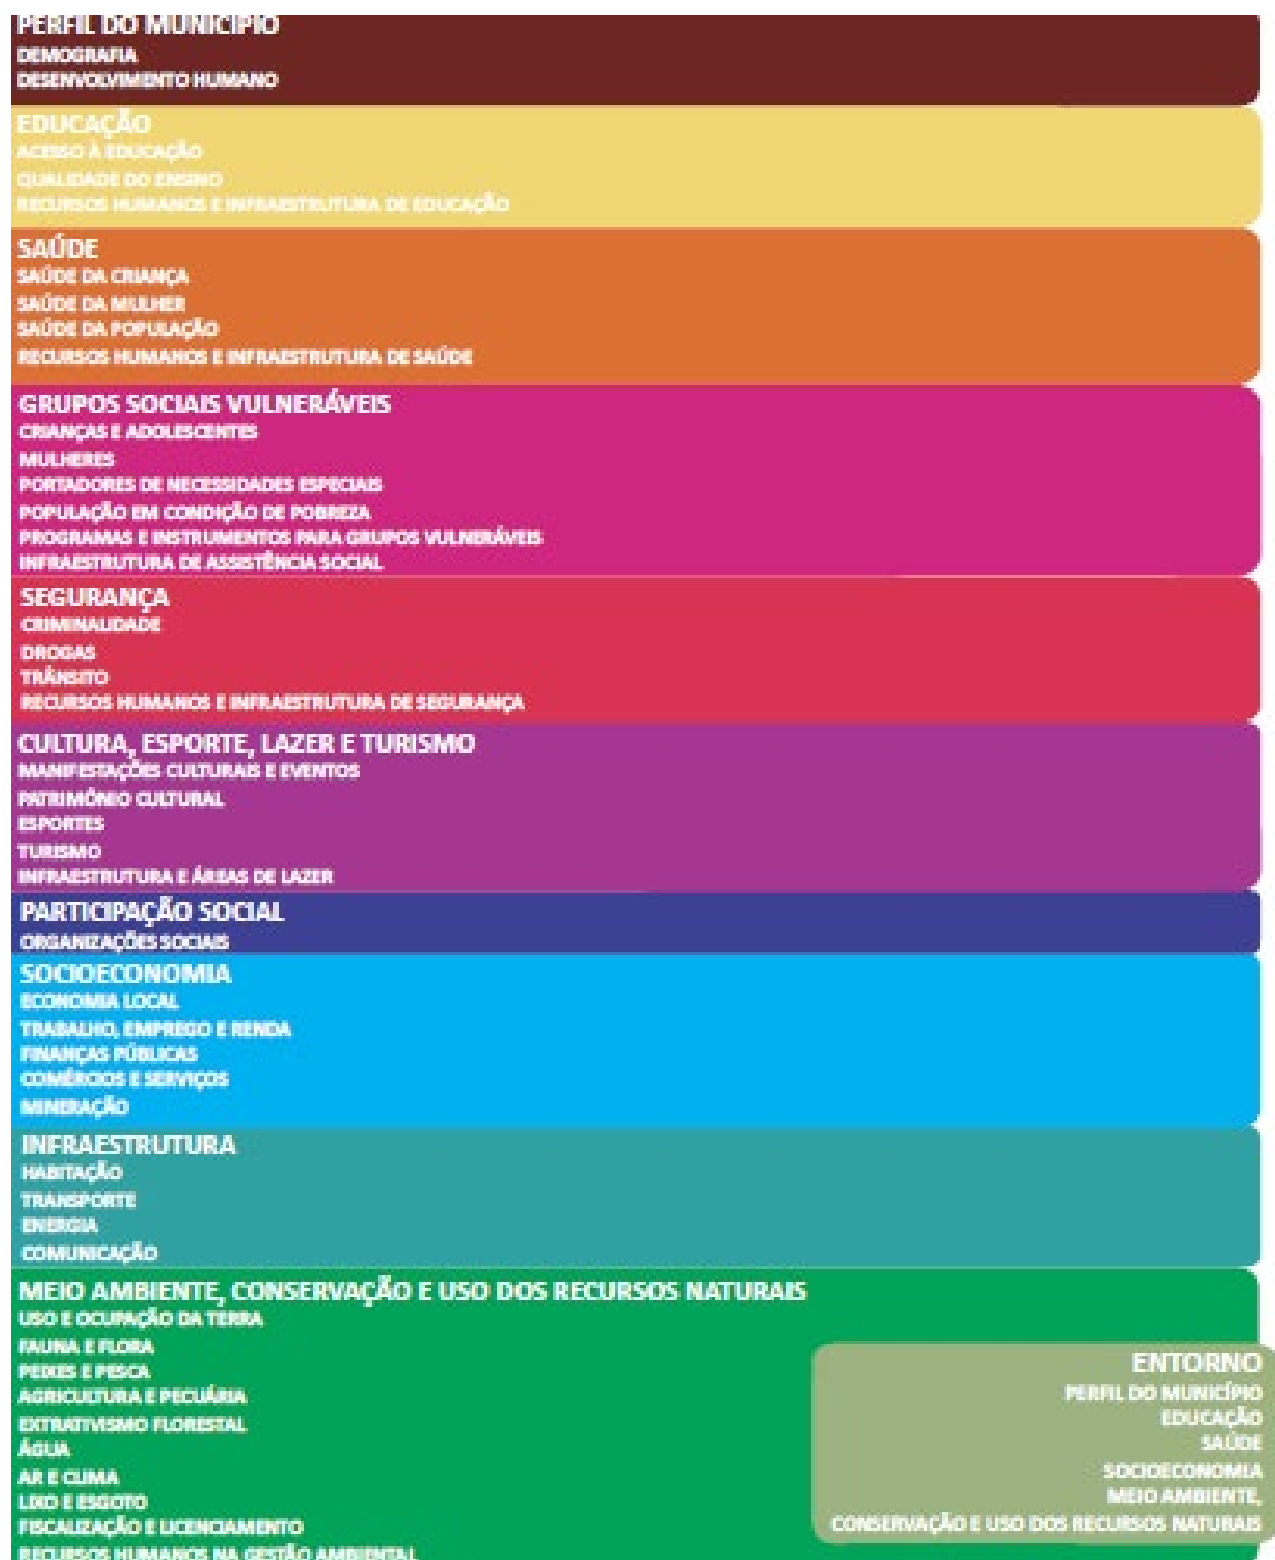 PERFIL DO MUNICÍPIO
DEMOGRAFIA
DESENVOLVIMENTO HUMANO
EDUCAÇÃO
ACESSO À EDUCAÇÃO
QUALIDADE DO ENSINO
RECURSOS HUMANOS E INFRAESTRUTURA DE EDUCAÇÃO
SAÚDE
SAÚDE DA CRIANÇA
SAÚDE DA MULHER
SAÚDE DA POPULAÇÃO
RECURSOS HUMANOS E INFRAESTRUTURA DE SAÚDE
GRUPOS SOCIAIS VULNERÁVEIS
CRIANÇAS E ADOLESCENTES
MULHERES
PORTADORES DE NECESSIDADES ESPECIAIS
POPULAÇÃO EM CONDIÇÃO DE POBREZA
PROGRAMAS E INSTRUMENTOS PARA GRUPOS VULNERÁVEIS
INFRAESTRUTURA DE ASSISTÊNCIA SOCIAL
SEGURANÇA
CRIMINALIDADE
DROGAS
TRÂNSITO
RECURSOS HUMANOS E INFRAESTRUTURA DE SEGURANÇA
CULTURA, ESPORTE, LAZER E TURISMO
MANIFESTAÇÕES CULTURAIS E EVENTOS
PATRIMÔNIO CULTURAL
ESPORTES
TURISMO
INFRAESTRUTURA E ÁREAS DE LAZER
PARTICIPAÇÃO SOCIAL
ORGANIZAÇÕES SOCIAIS
SOCIOECONOMIA
ECONOMIA LOCAL
TRABALHO, EMPREGO E RENDA
FINANÇAS PÚBLICAS
COMÉRCIOS E SERVIÇOS
MINERAÇÃO
INFRAESTRUTURA
HABITAÇÃO
TRANSPORTE
ENERGIA
COMUNICAÇÃO
MEIO AMBIENTE, CONSERVAÇÃO E USO DOS RECURSOS NATURAIS
USO E OCUPAÇÃO DA TERRA
FAUNA E FLORA
PEIXES E PESCA
AGRICULTURA E PECUÁRIA
EXTRATIVISMO FLORESTAL
ÁGUA
AR E CLIMA
LIXO E ESGOTO
FISCALIZAÇÃO E LICENCIAMENTO
RECURSOS HUMANOS NA GESTÃO AMBIENTAL
ENTORNO
PERFIL DO MUNICÍPIO
EDUCAÇÃO
SAÚDE
SOCIOECONOMIA
MEIO AMBIENTE,
CONSERVAÇÃO E USO DOS RECURSOS NATURAIS